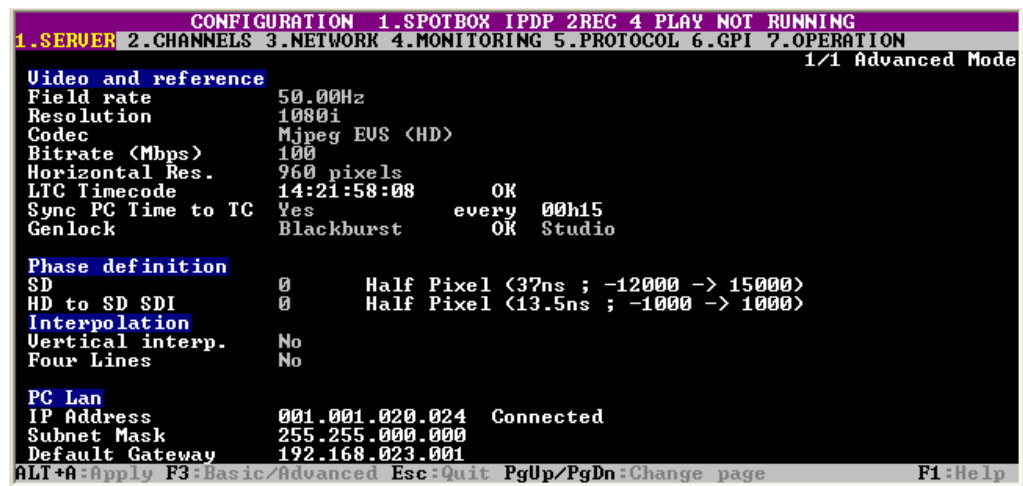 CONFIGURATION 1.SPOTBOX IPDP 2REC 4 PLAY NOT RUNNING
1.SERVER 2.CHANNELS 3.NETWORK 4.MONITORING 5.PROTOCOL 6.GPI 7.OPERATION
1/1 Advanced Mode
Video and reference
Field rate 50.00Hz
Resolution 1080i
Codec Mjpeg EVS (HD)
Bitrate (Mbps) 100
Horizontal Res. 960 pixels
LTC Timecode 14:21:58:08 OK
Sync PC Time to TC Yes every 00h15
Genlock Blackburst OK Studio
Phase definition
SD 0 Half Pixel (37ns ; -12000 -> 15000)
HD to SD SDI 0 Half Pixel (13.5ns ; -1000 -> 1000)
Interpolation
Vertical interp. No
Four Lines No
PC Lan
IP Address 001.001.020.024 Connected
Subnet Mask 255.255.000.000
Default Gateway 192.168.023.001
ALT+A:Apply F3:Basic/Advanced Esc:Quit PgUp/PgDn:Change page F1:Help